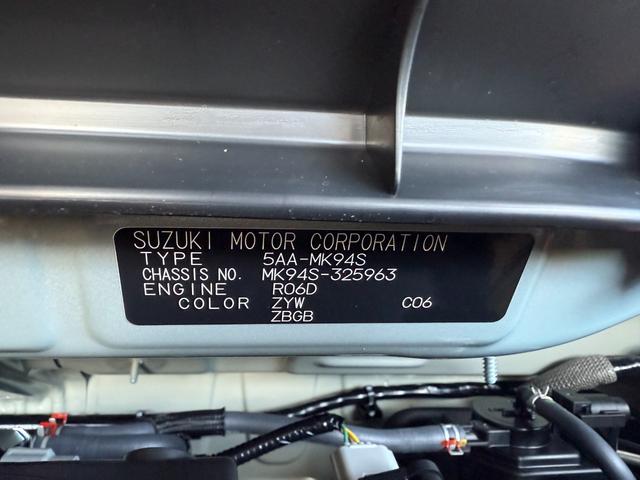 SUZUKI MOTOR CORPORATION
TYPE 5AA-MK94S
CHASSIS NO. MK94S-325963
ENGINE R06D
COLOR ZYW C06
ZBGB